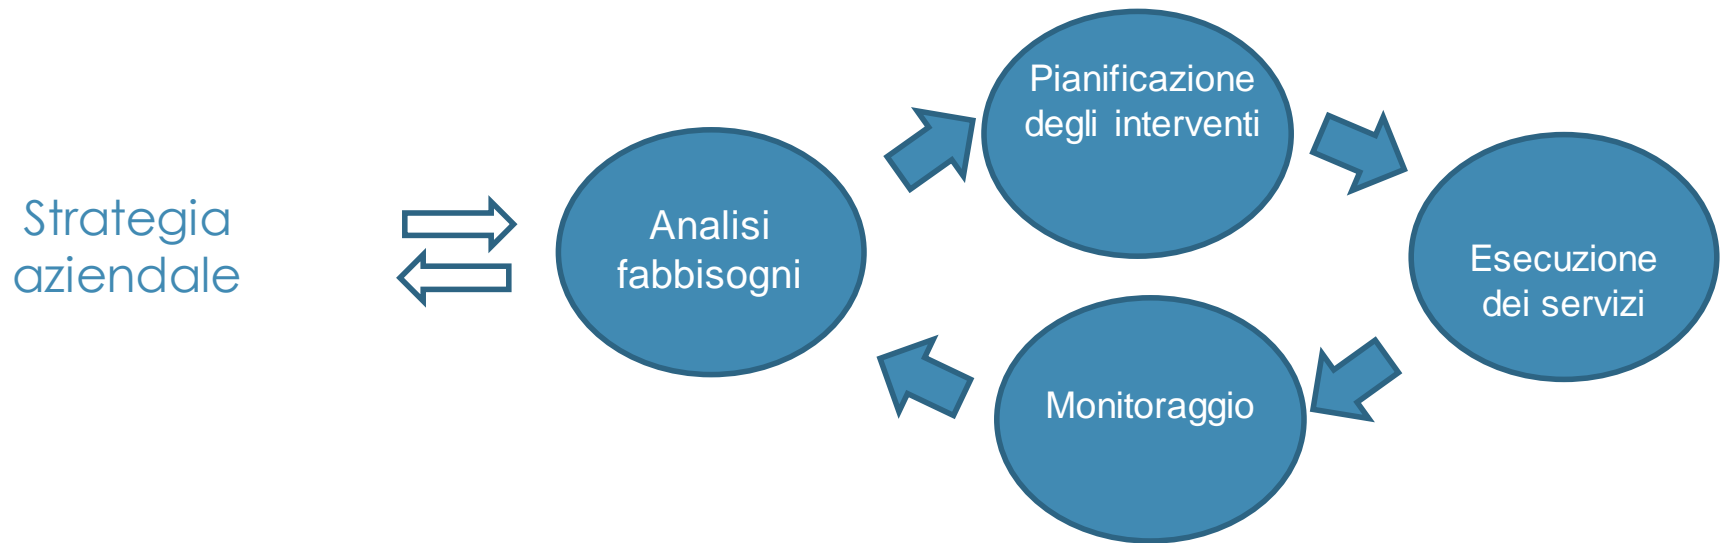 Strategia
aziendale
Analisi
fabbisogni
Pianificazione
degli interventi
Esecuzione
dei servizi
Monitoraggio